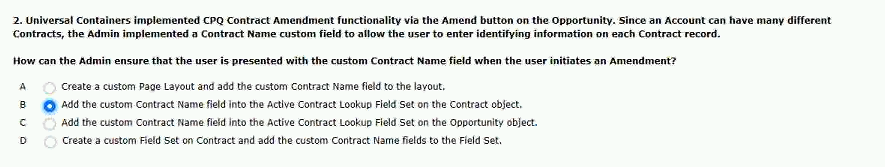 2. Universal Containers implemented CPQ Contract Amendment functionality via the Amend button on the Opportunity. Since an Account can have many different
Contracts, the Admin implemented a Contract Name custom field to allow the user to enter identifying information on each Contract record.
How can the Admin ensure that the user is presented with the custom Contract Name field when the user initiates an Amendment?
A Create a custom Page Layout and add the custom Contract Name field to the layout.
B Add the custom Contract Name field into the Active Contract Lookup Field Set on the Contract object.
C Add the custom Contract Name field into the Active Contract Lookup Field Set on the Opportunity object.
D Create a custom Field Set on Contract and add the custom Contract Name fields to the Field Set.